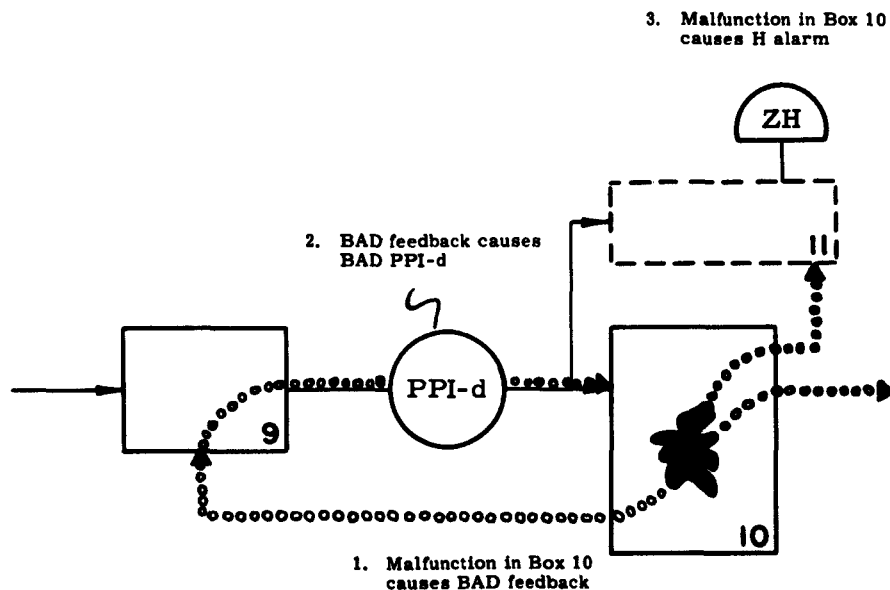 3. Malfunction in Box 10
causes H alarm
ZH
11
2. BAD feedback causes
BAD PPI-d
PPI-d
9
10
1. Malfunction in Box 10
causes BAD feedback